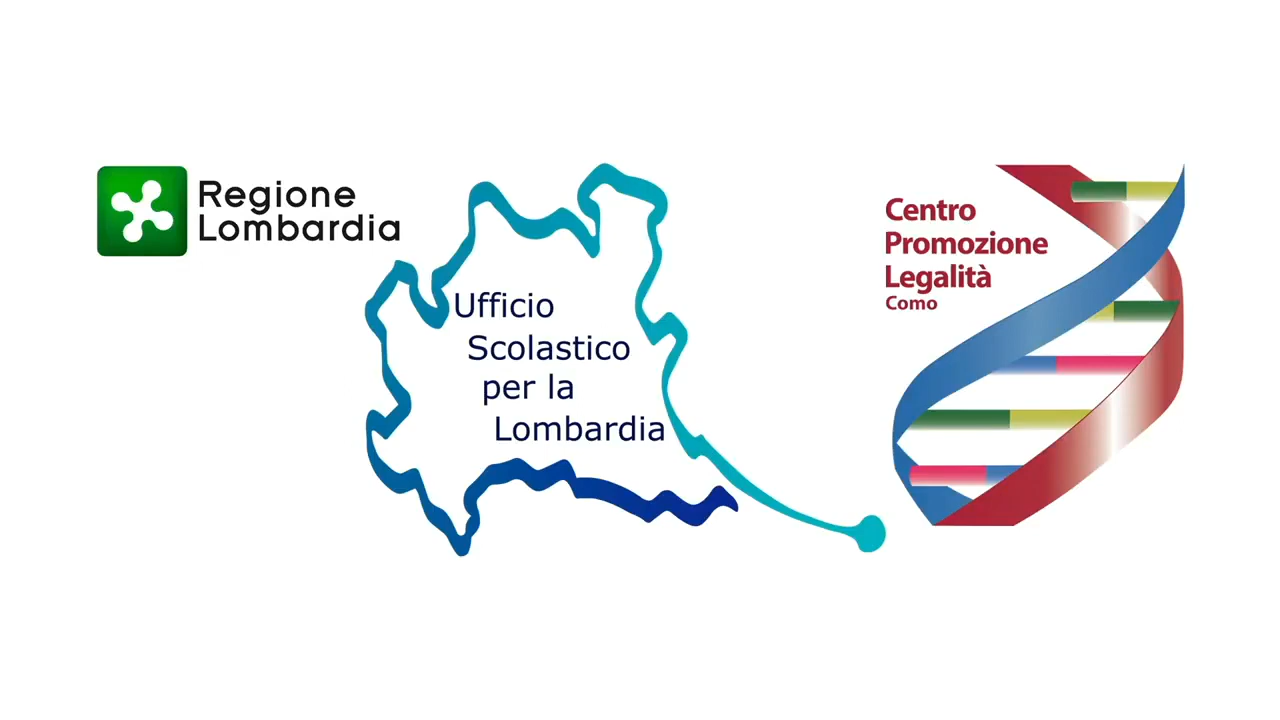 Regione
Lombardia
Ufficio
Scolastico
per la
Lombardia
Centro
Promozione
Legalità
Como